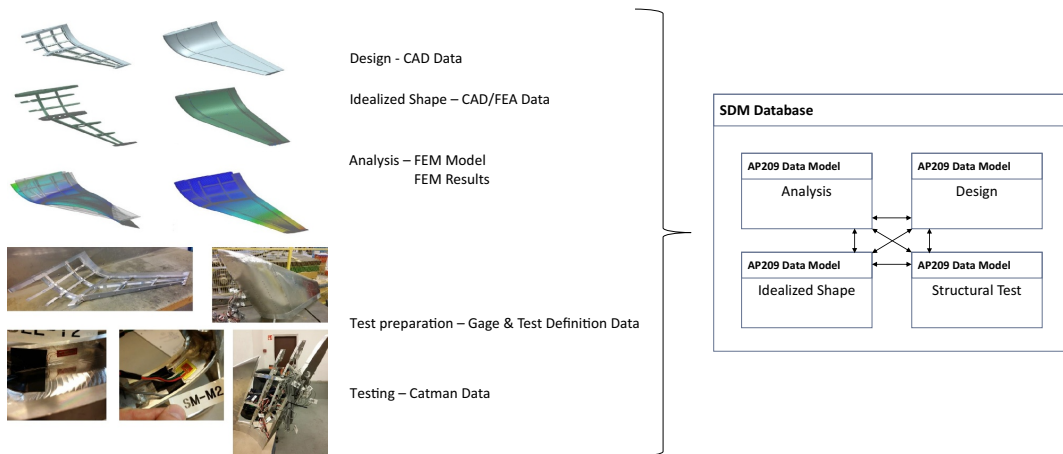 Design - CAD Data
Idealized Shape – CAD/FEA Data
Analysis – FEM Model
FEM Results
Test preparation – Gage & Test Definition Data
Testing – Catman Data
SM-M2
SDM Database
AP209 Data Model
Analysis
AP209 Data Model
Design
AP209 Data Model
Idealized Shape
AP209 Data Model
Structural Test